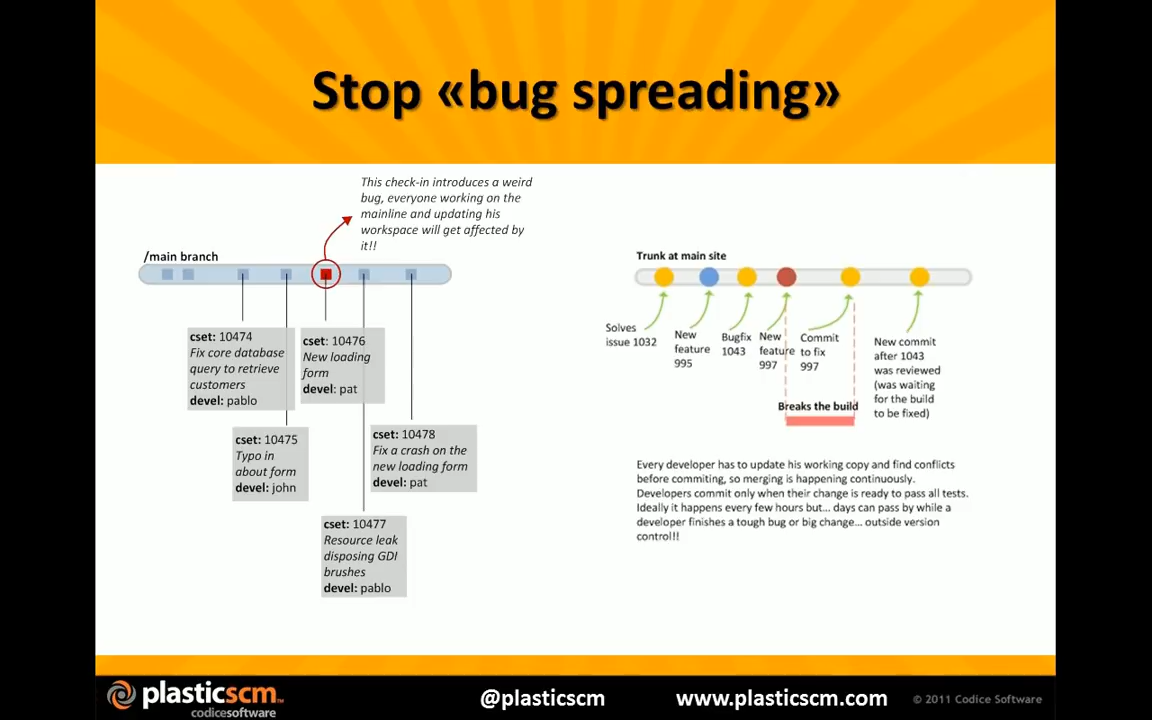 Stop «bug spreading»
This check-in introduces a weird
bug, everyone working on the
mainline and updating his
workspace will get affected by
it!!
/main branch
cset: 10474
Fix core database
query to retrieve
customers
devel: pablo
cset: 10476
New loading
form
devel: pat
cset: 10475
Typo in
about form
devel: john
cset: 10478
Fix a crash on the
new loading form
devel: pat
cset: 10477
Resource leak
disposing GDI
brushes
devel: pablo
Trunk at main site
Solves
issue 1032
New
feature
995
Bugfix
1043
New
feature
997
Commit
to fix
997
New commit
after 1043
was reviewed
(was waiting
for the build
to be fixed)
Breaks the build
Every developer has to update his working copy and find conflicts
before commiting, so merging is happening continuously.
Developers commit only when their change is ready to pass all tests.
Ideally it happens every few hours but... days can pass by while a
developer finishes a tough bug or big change... outside version
control!!
plasticscm™
codicesoftware
@plasticscm
www.plasticscm.com
© 2011 Codice Software